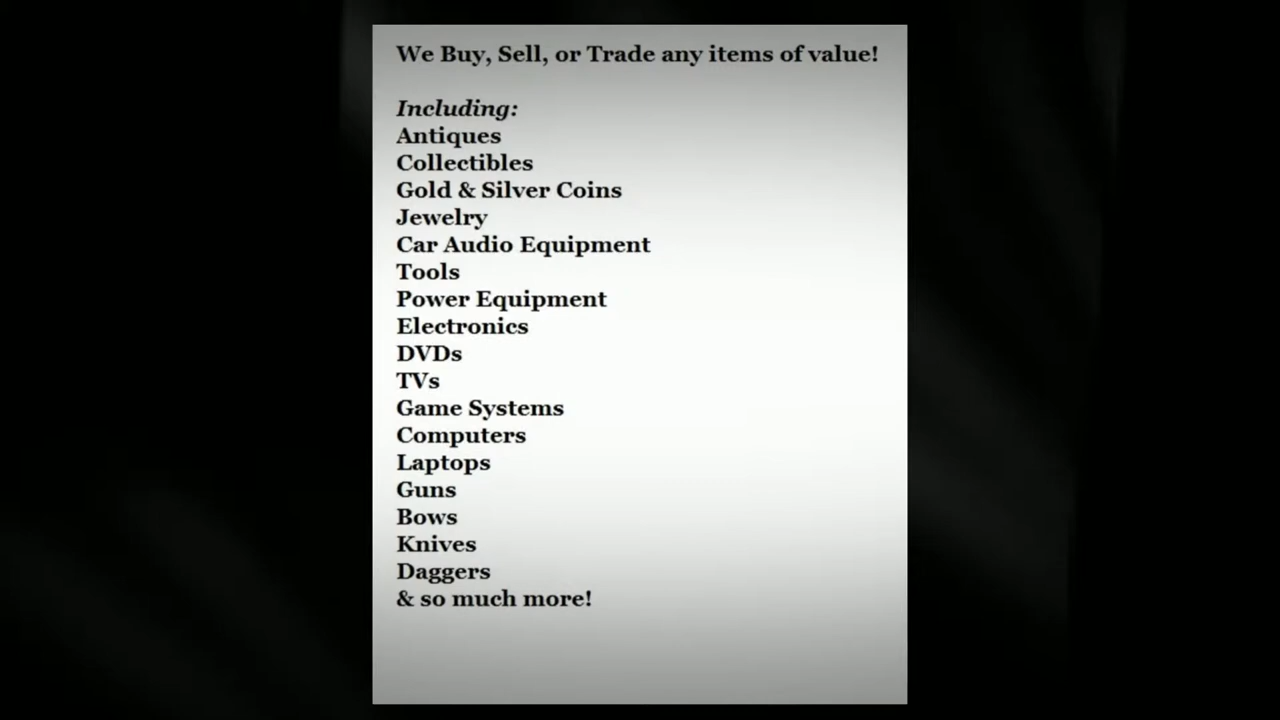 We Buy, Sell, or Trade any items of value!
Including:
Antiques
Collectibles
Gold & Silver Coins
Jewelry
Car Audio Equipment
Tools
Power Equipment
Electronics
DVDs
TVs
Game Systems
Computers
Laptops
Guns
Bows
Knives
Daggers
& so much more!